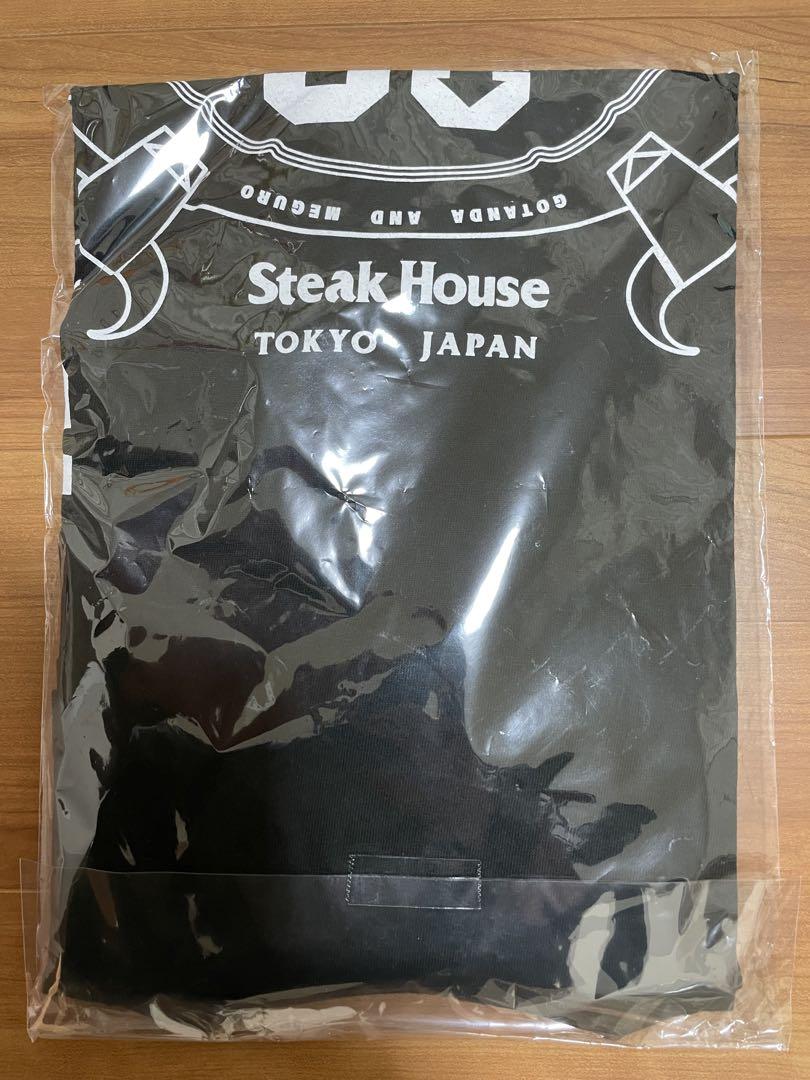 GOTANDA AND MEGURO
Steak House
TOKYO JAPAN